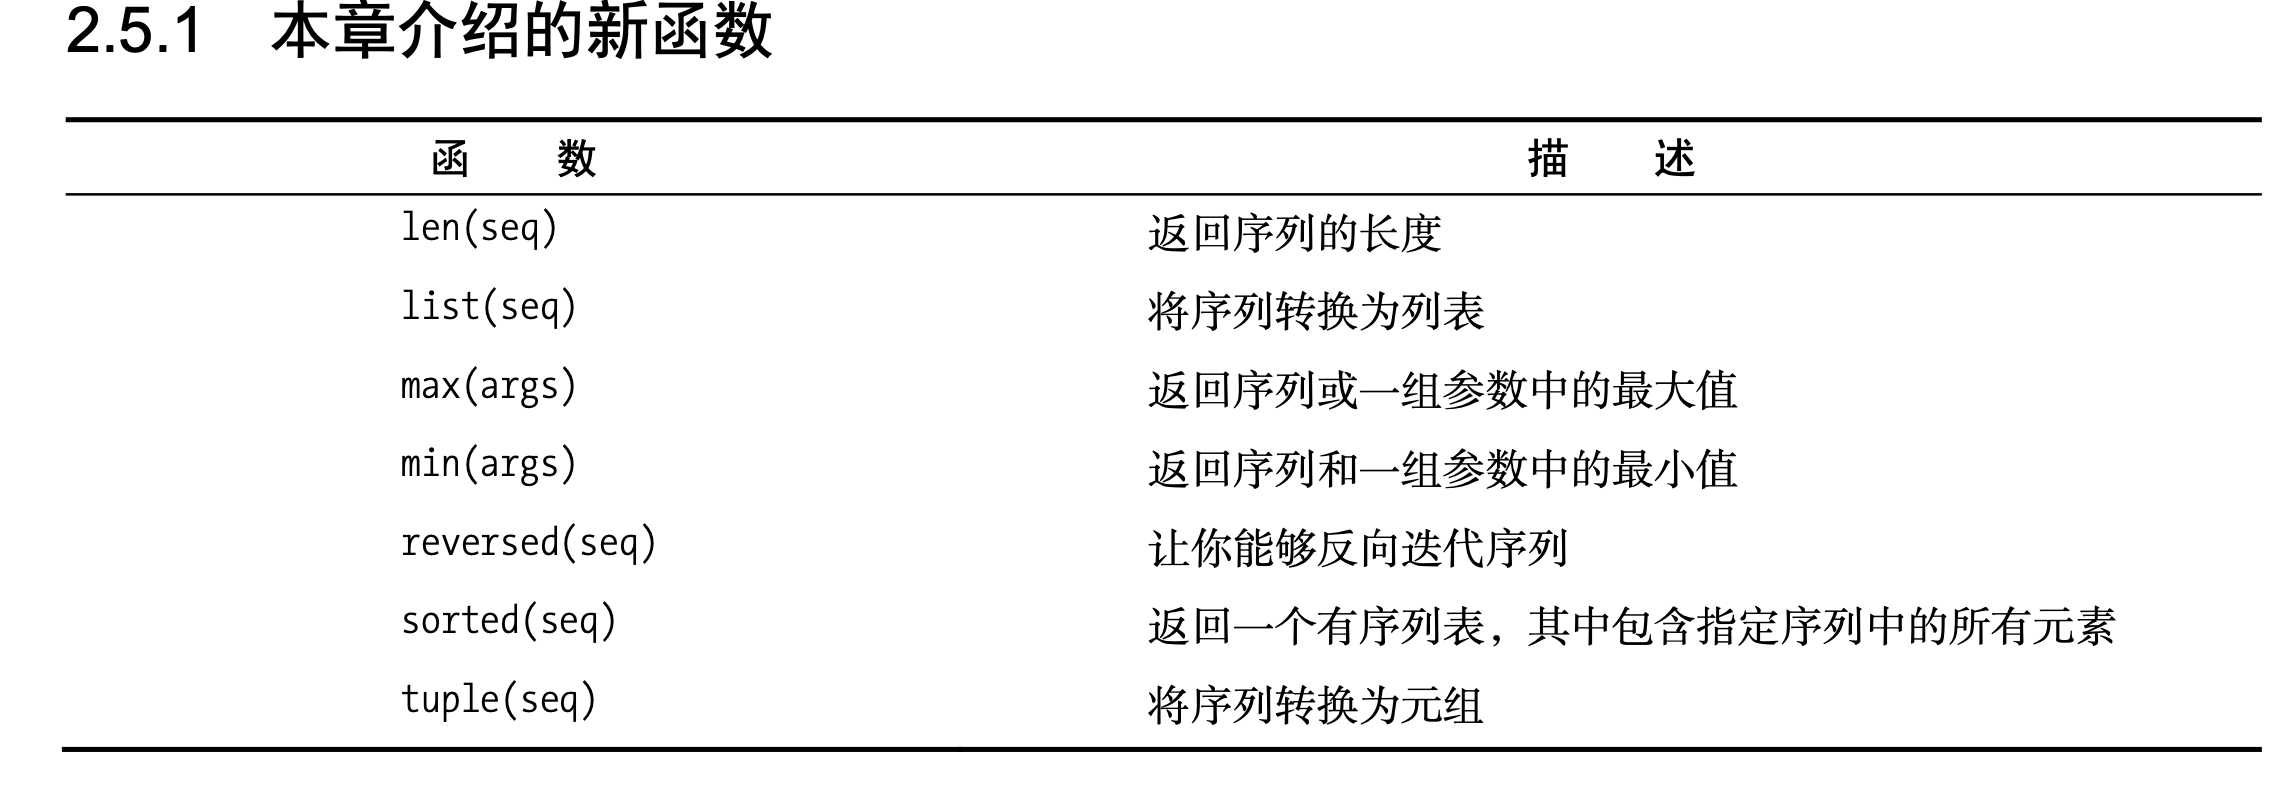 2.5.1 本章介绍的新函数
函 数 描 述
len(seq) 返回序列的长度
list(seq) 将序列转换为列表
max(args) 返回序列或一组参数中的最大值
min(args) 返回序列和一组参数中的最小值
reversed(seq) 让你能够反向迭代序列
sorted(seq) 返回一个有序列表，其中包含指定序列中的所有元素
tuple(seq) 将序列转换为元组